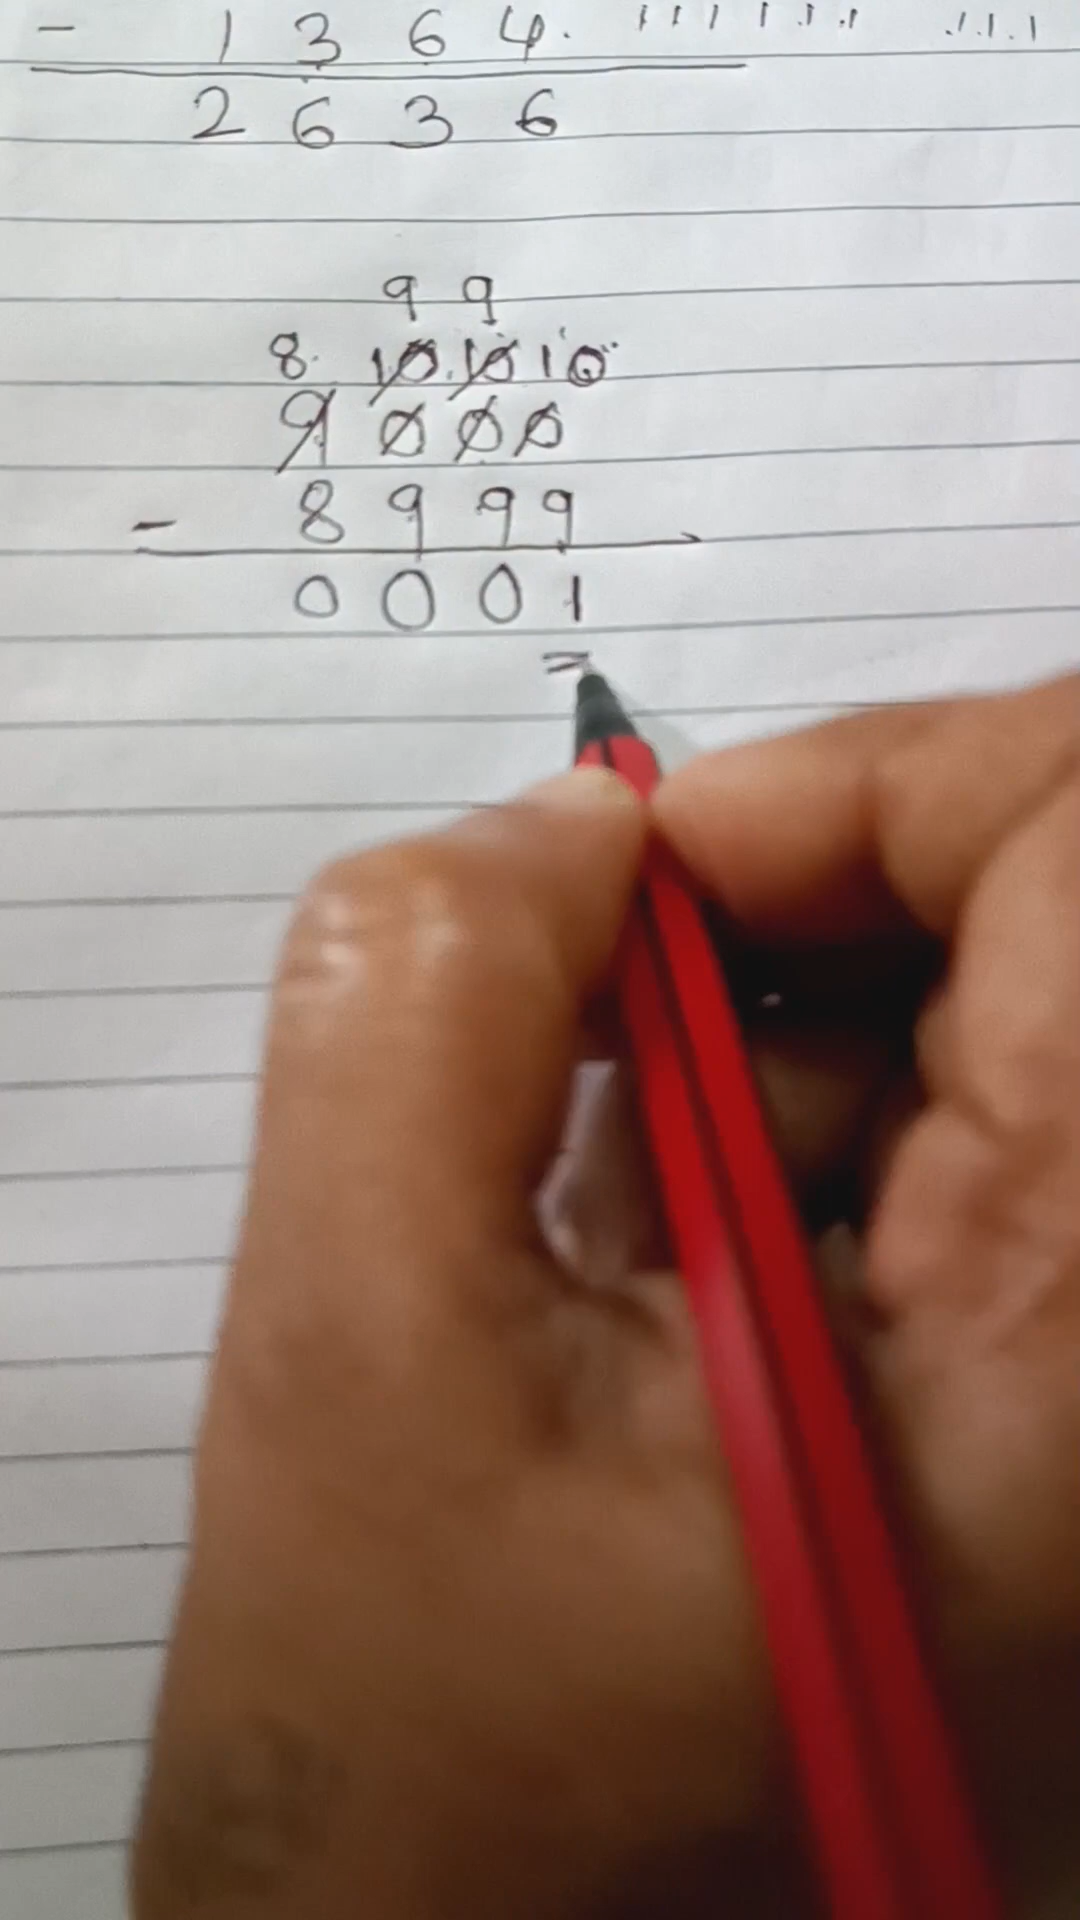 - 1 3 6 4.
2 6 3 6
9 9
8. 10. 10 10
9 0 0 0
- 8 9 9 9
0 0 0 1
=